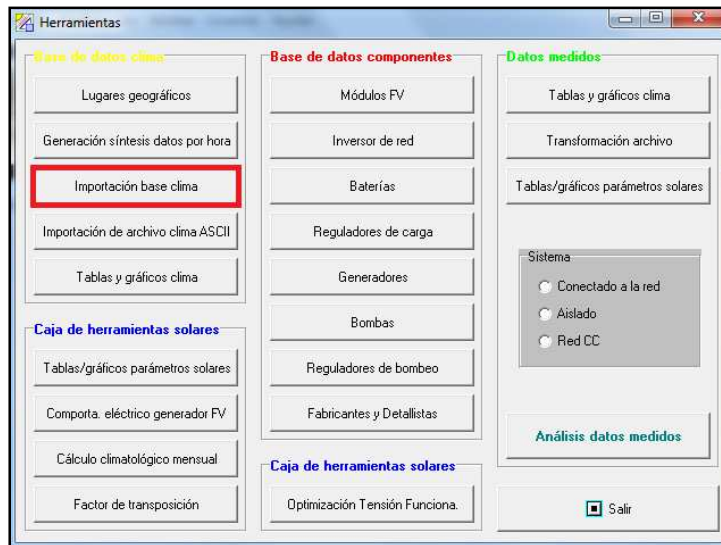 Herramientas
Base de datos clima
Lugares geográficos
Generación síntesis datos por hora
Importación base clima
Importación de archivo clima ASCII
Tablas y gráficos clima
Caja de herramientas solares
Tablas/gráficos parámetros solares
Comporta. eléctrico generador FV
Cálculo climatológico mensual
Factor de transposición
Base de datos componentes
Módulos FV
Inversor de red
Baterías
Reguladores de carga
Generadores
Bombas
Reguladores de bombeo
Fabricantes y Detallistas
Caja de herramientas solares
Optimización Tensión Funciona.
Datos medidos
Tablas y gráficos clima
Transformación archivo
Tablas/gráficos parámetros solares
Sistema
Conectado a la red
Aislado
Red CC
Análisis datos medidos
Salir